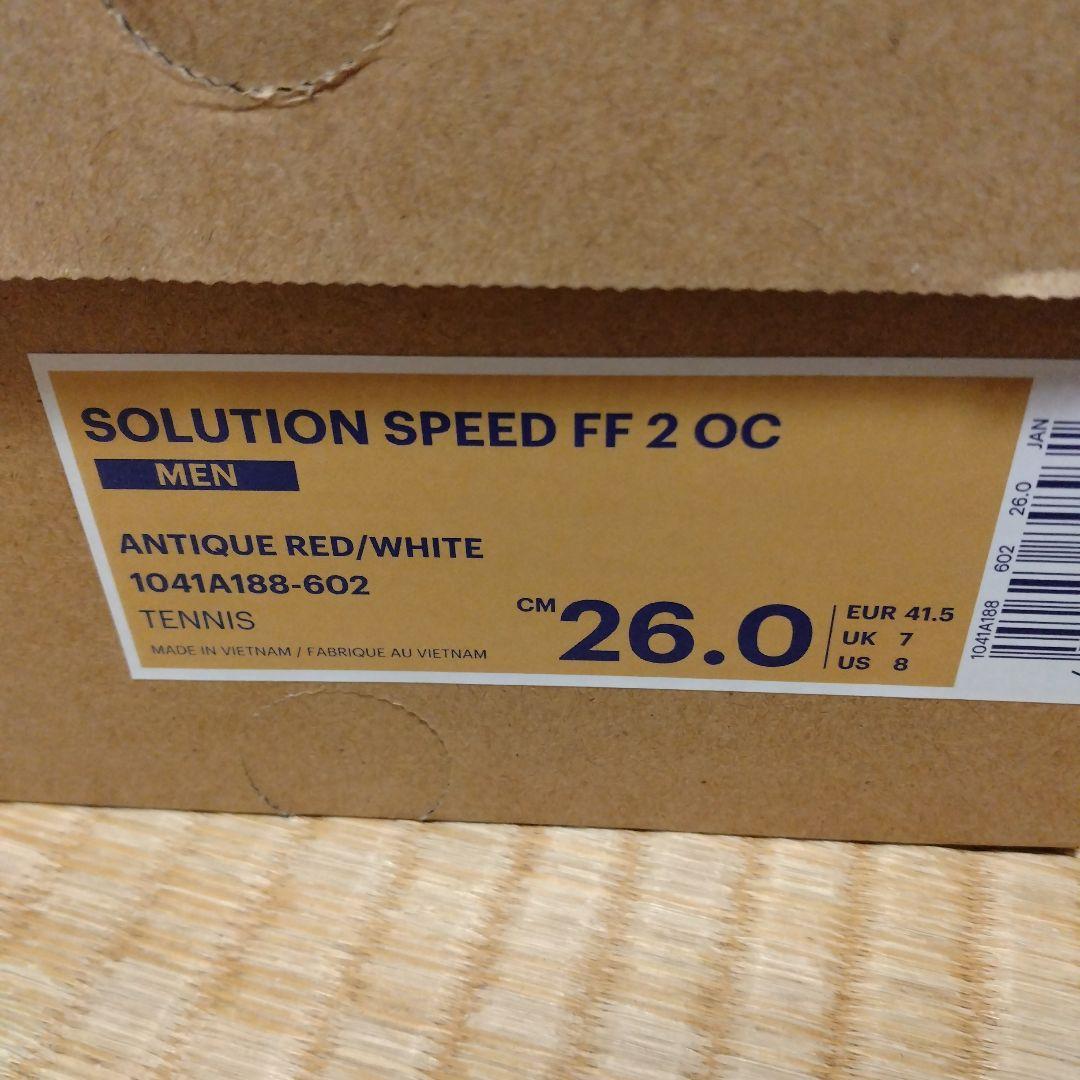 SOLUTION SPEED FF 2 OC
MEN
ANTIQUE RED/WHITE
1041A188-602
TENNIS
MADE IN VIETNAM / FABRIQUE AU VIETNAM
CM 26.0
EUR 41.5
UK 7
US 8
1041A188 602 26.0 JAN